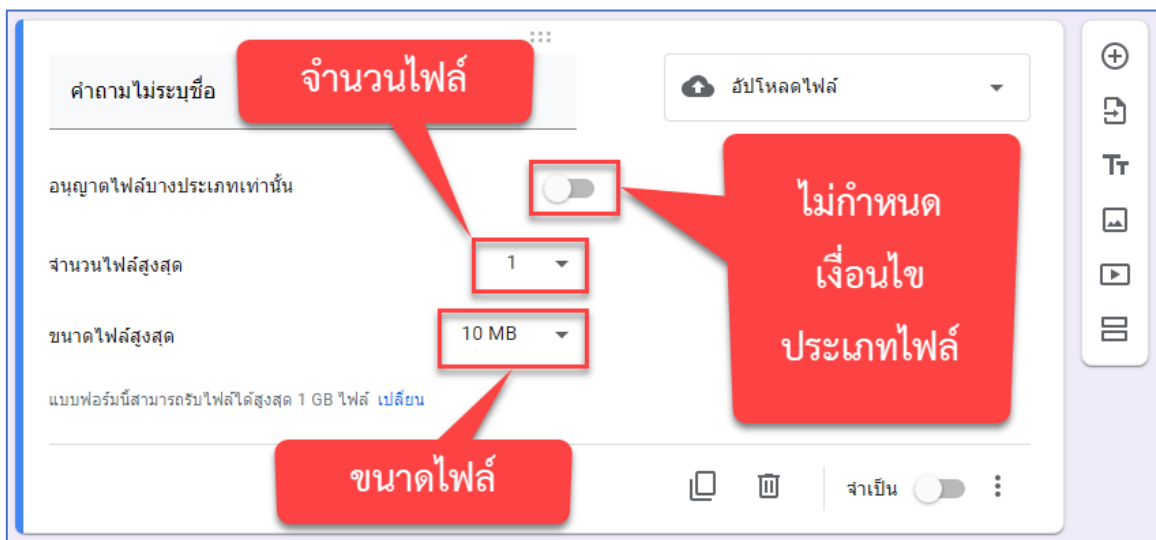 จำนวนไฟล์
คำถามไม่ระบุชื่อ
อัปโหลดไฟล์
อนุญาตไฟล์บางประเภทเท่านั้น
ไม่กำหนด
เงื่อนไข
ประเภทไฟล์
จำนวนไฟล์สูงสุด
1
ขนาดไฟล์สูงสุด
10 MB
แบบฟอร์มนี้สามารถรับไฟล์ได้สูงสุด 1 GB ไฟล์ เปลี่ยน
ขนาดไฟล์
จำเป็น
Tт